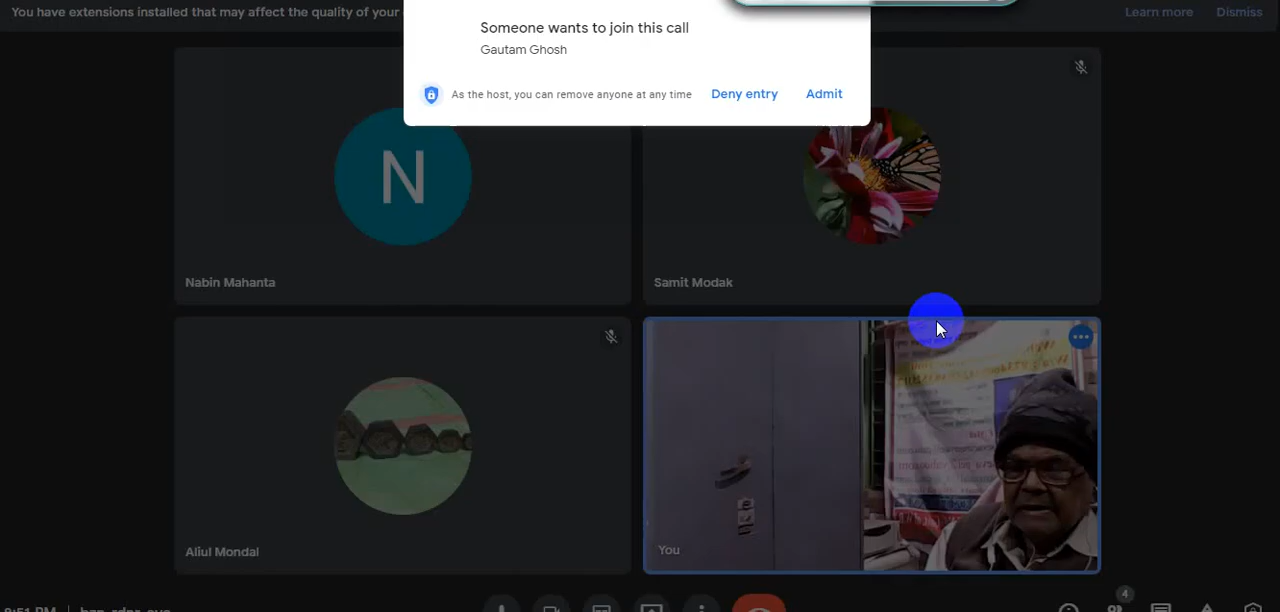 You have extensions installed that may affect the quality of your
Learn more
Dismiss
Someone wants to join this call
Gautam Ghosh
As the host, you can remove anyone at any time
Deny entry
Admit
N
Nabin Mahanta
Samit Modak
Aliul Mondal
You
4